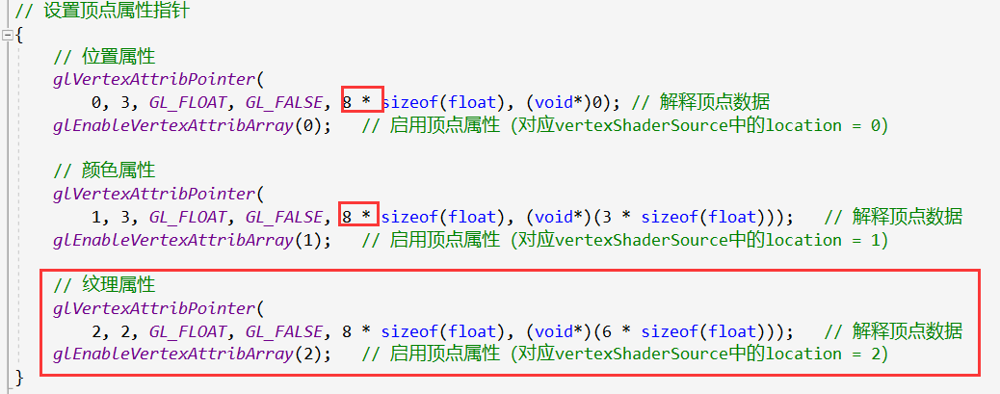 // 设置顶点属性指针
{
// 位置属性
glVertexAttribPointer(
0, 3, GL_FLOAT, GL_FALSE, 8 * sizeof(float), (void*)0); // 解释顶点数据
glEnableVertexAttribArray(0); // 启用顶点属性 (对应vertexShaderSource中的location = 0)
// 颜色属性
glVertexAttribPointer(
1, 3, GL_FLOAT, GL_FALSE, 8 * sizeof(float), (void*)(3 * sizeof(float))); // 解释顶点数据
glEnableVertexAttribArray(1); // 启用顶点属性 (对应vertexShaderSource中的location = 1)
// 纹理属性
glVertexAttribPointer(
2, 2, GL_FLOAT, GL_FALSE, 8 * sizeof(float), (void*)(6 * sizeof(float))); // 解释顶点数据
glEnableVertexAttribArray(2); // 启用顶点属性 (对应vertexShaderSource中的location = 2)
}